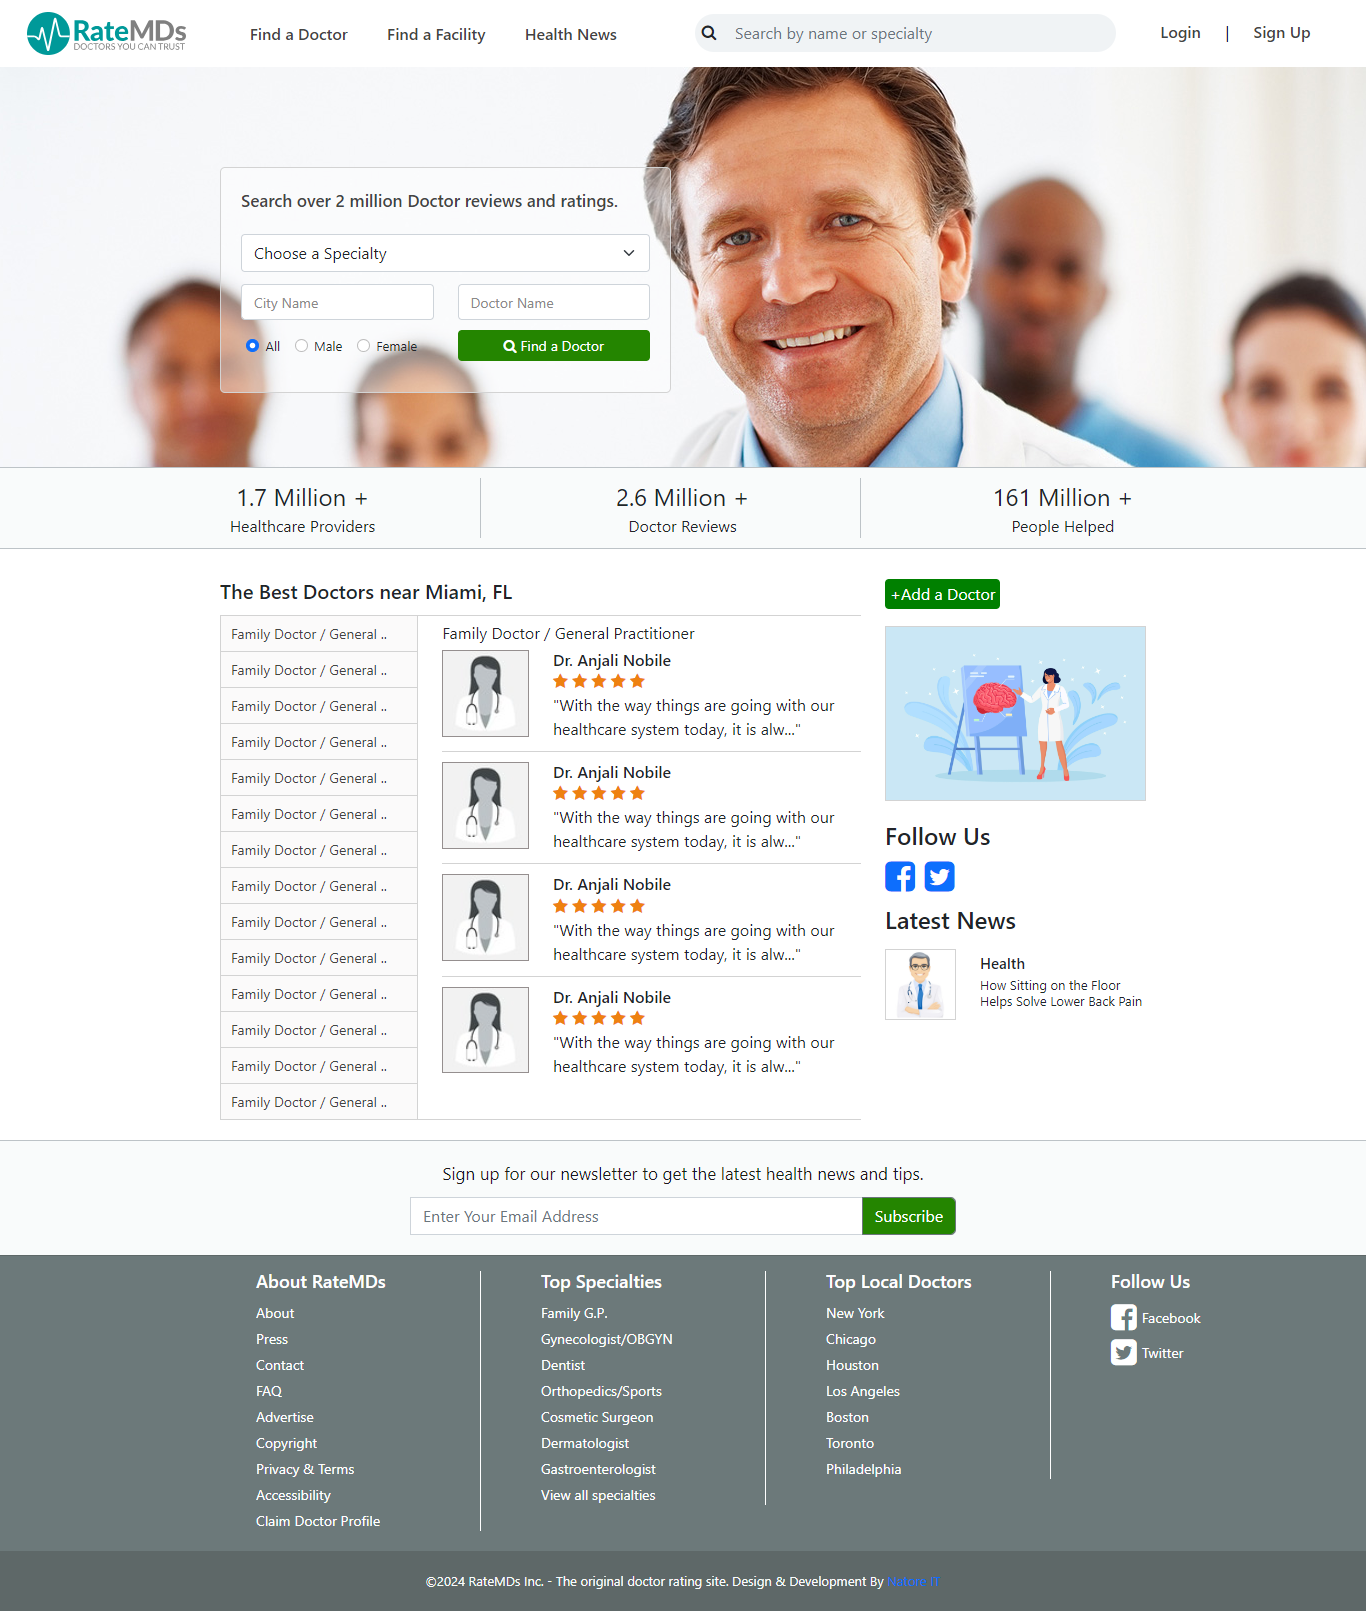 RateMDs
DOCTORS YOU CAN TRUST
Find a Doctor
Find a Facility
Health News
Search by name or specialty
Login
|
Sign Up
Search over 2 million Doctor reviews and ratings.
Choose a Specialty
City Name
Doctor Name
All
Male
Female
Find a Doctor
1.7 Million +
Healthcare Providers
2.6 Million +
Doctor Reviews
161 Million +
People Helped
The Best Doctors near Miami, FL
Family Doctor / General ..
Family Doctor / General ..
Family Doctor / General ..
Family Doctor / General ..
Family Doctor / General ..
Family Doctor / General ..
Family Doctor / General ..
Family Doctor / General ..
Family Doctor / General ..
Family Doctor / General ..
Family Doctor / General ..
Family Doctor / General ..
Family Doctor / General ..
Family Doctor / General ..
Family Doctor / General Practitioner
Dr. Anjali Nobile
"With the way things are going with our
healthcare system today, it is alw..."
Dr. Anjali Nobile
"With the way things are going with our
healthcare system today, it is alw..."
Dr. Anjali Nobile
"With the way things are going with our
healthcare system today, it is alw..."
Dr. Anjali Nobile
"With the way things are going with our
healthcare system today, it is alw..."
+Add a Doctor
Follow Us
Latest News
Health
How Sitting on the Floor
Helps Solve Lower Back Pain
Sign up for our newsletter to get the latest health news and tips.
Enter Your Email Address
Subscribe
About RateMDs
About
Press
Contact
FAQ
Advertise
Copyright
Privacy & Terms
Accessibility
Claim Doctor Profile
Top Specialties
Family G.P.
Gynecologist/OBGYN
Dentist
Orthopedics/Sports
Cosmetic Surgeon
Dermatologist
Gastroenterologist
View all specialties
Top Local Doctors
New York
Chicago
Houston
Los Angeles
Boston
Toronto
Philadelphia
Follow Us
Facebook
Twitter
©2024 RateMDs Inc. - The original doctor rating site. Design & Development By